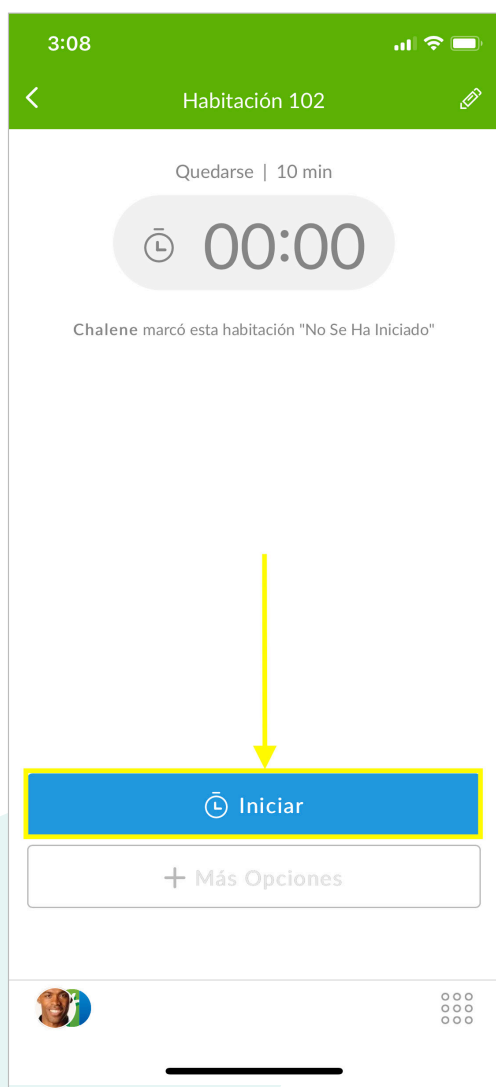 3:08
Habitación 102
Quedarse | 10 min
00:00
Chalene marcó esta habitación "No Se Ha Iniciado"
Iniciar
+ Más Opciones